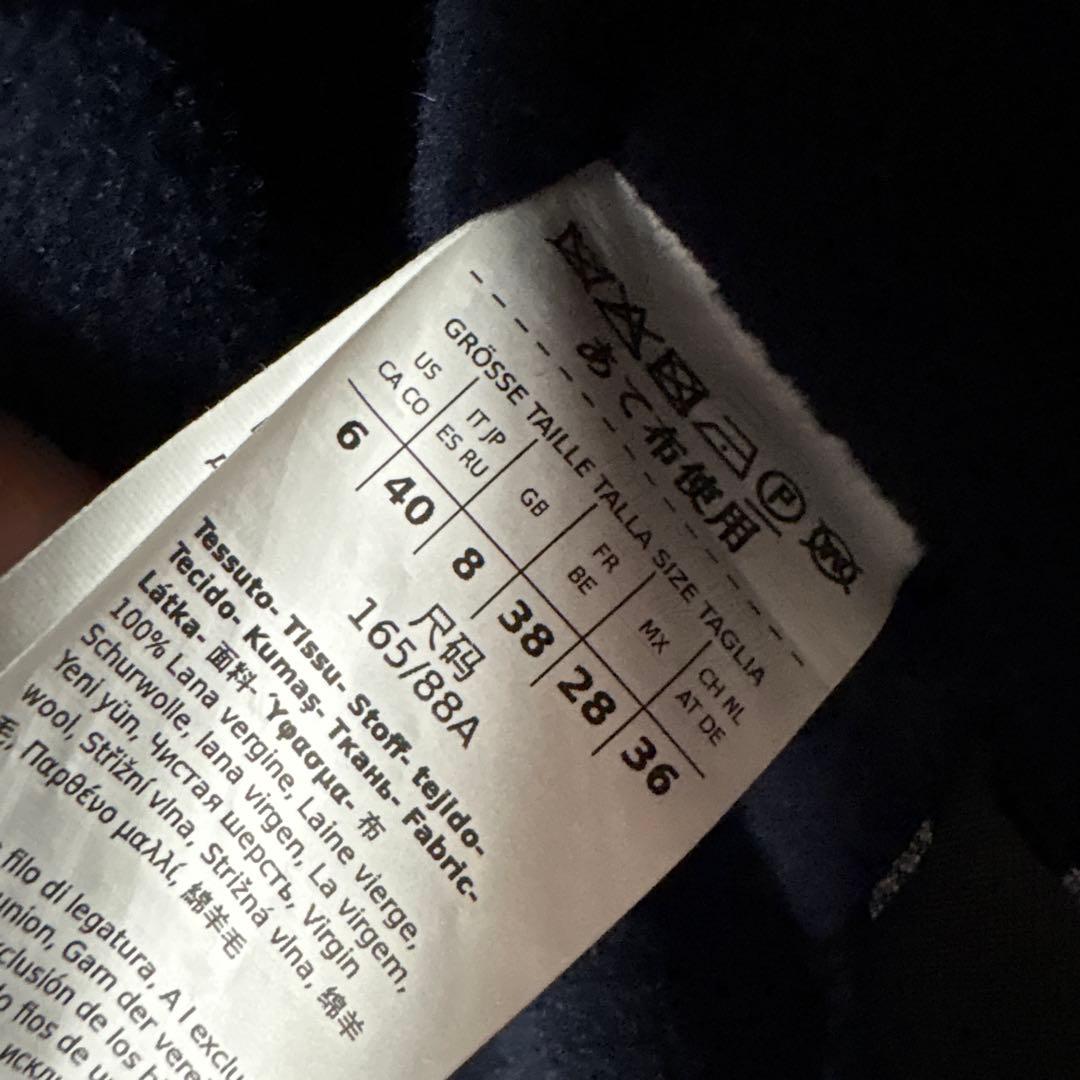 あて布使用
GRÖSSE TAILLE TALLA SIZE TAGLIA
US CA CO
IT JP ES RU
GB
FR BE
MX
CH NL AT DE
6 40 8 38 28 36
尺码
165/88A
Tessuto- Tissu- Stoff- tejido-
Tecido- Kumaş- Ткань- Fabric-
Látka- 面料- Υφασμα- 布
100% Lana vergine, Laine vierge,
Schurwolle, lana virgen, La virgem,
Yeni yün, Чистая шерсть, Virgin
wool, Střižní vlna, Strižná vlna, 绵羊
毛, Παρθένο μαλλί, 綿羊毛
filo di legatura, A l exclu
union, Garn der
clusión de los
fios de